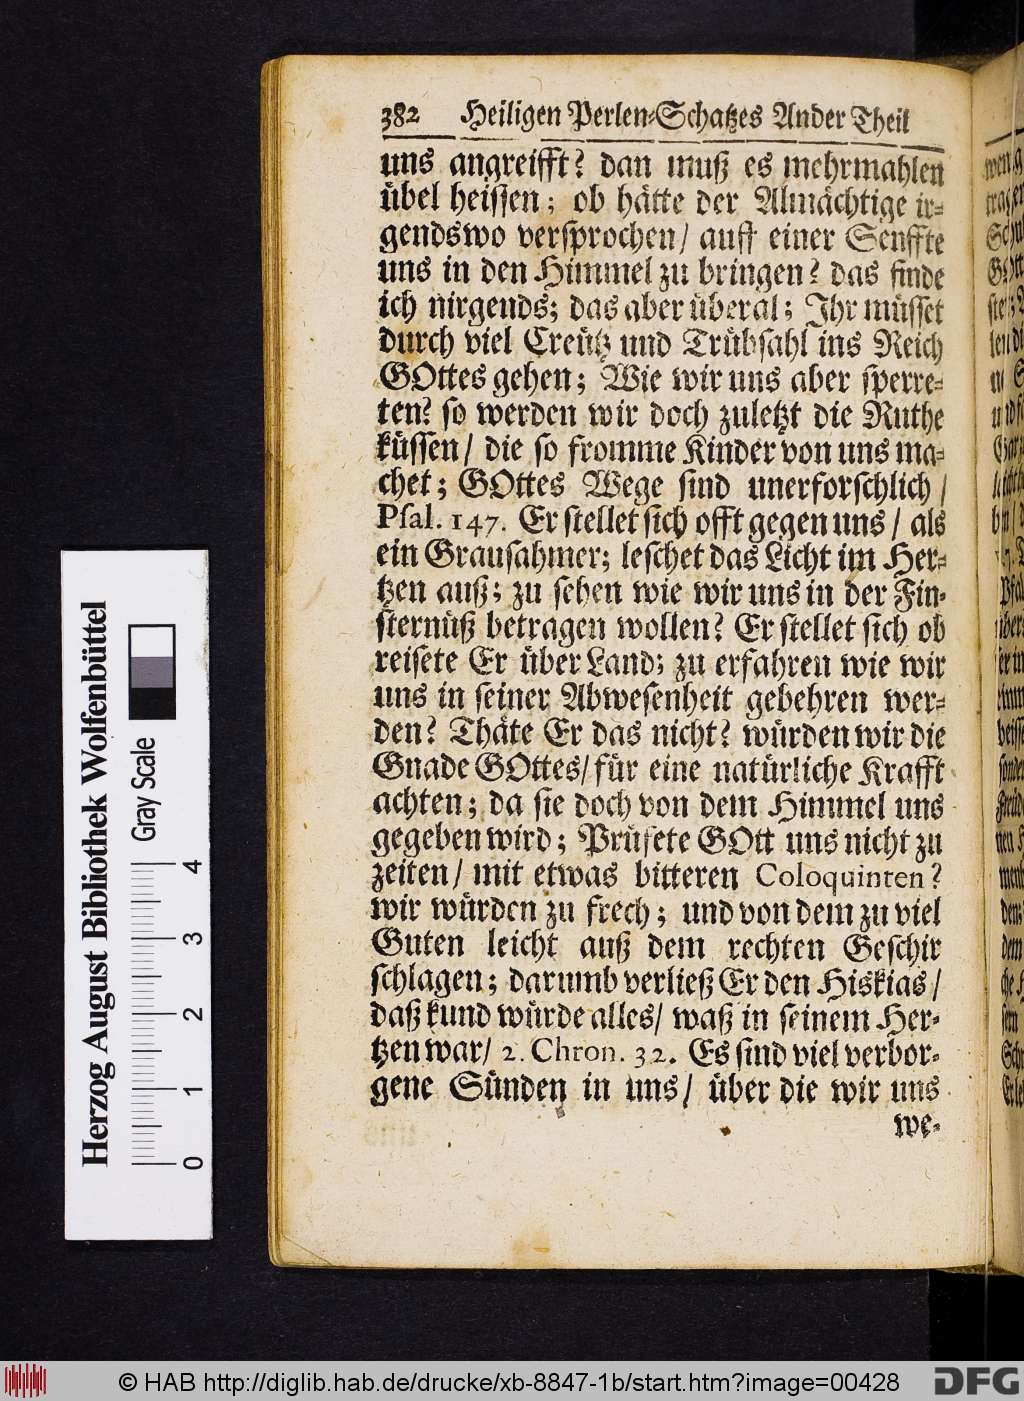 382 Heiligen Perlen-Schatzes Ander Theil
uns angreifft? dan muß es mehrmahlen
übel heissen; ob hätte der Almächtige ir-
gendswo versprochen/ auff einer Senffte
uns in den Himmel zu bringen? das finde
ich nirgends; das aber überal; Ihr müsset
durch viel Creütz und Trübsahl ins Reich
GOttes gehen; Wie wir uns aber sperre-
ten? so werden wir doch zuletzt die Ruthe
küssen/ die so fromme Kinder von uns ma-
chet; GOttes Wege sind unerforschlich/
Psal. 147. Er stellet sich offt gegen uns/ als
ein Grausahmer; leschet das Licht im Her-
tzen auß; zu sehen wie wir uns in der Fin-
sternüß betragen wollen? Er stellet sich ob
reisete Er über Land; zu erfahren wie wir
uns in seiner Abwesenheit gebehren wer-
den? Thäte Er das nicht? würden wir die
Gnade GOttes/ für eine natürliche Krafft
achten; da sie doch von dem Himmel uns
gegeben wird; Prüfete GOtt uns nicht zu
zeiten/ mit etwas bitteren Coloquinten?
wir würden zu frech; und von dem zu viel
Guten leicht auß dem rechten Geschir
schlagen; darumb verließ Er den Hiskias/
daß kund würde alles/ waß in seinem Her-
tzen war/ 2. Chron. 32. Es sind viel verbor-
gene Sünden in uns/ über die wir uns
we-
Herzog August Bibliothek Wolfenbüttel
Gray Scale
0 1 2 3 4
© HAB http://diglib.hab.de/drucke/xb-8847-1b/start.htm?image=00428
DFG